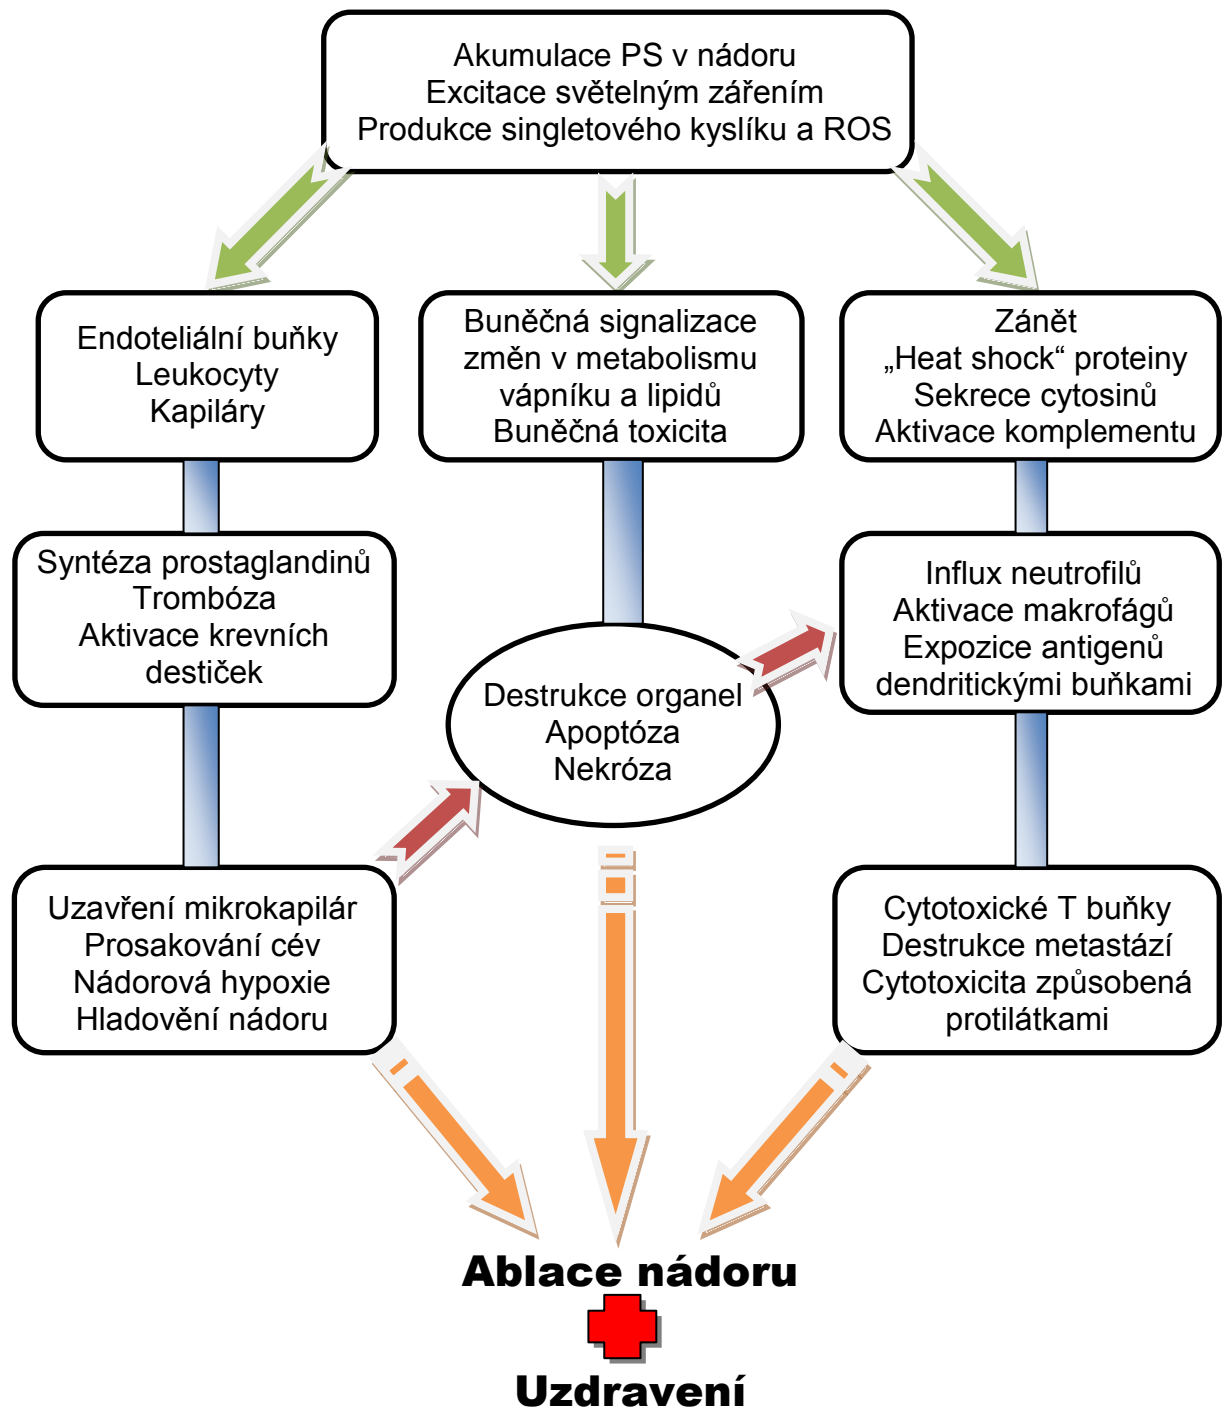 Akumulace PS v nádoru
Excitace světelným zářením
Produkce singletového kyslíku a ROS
Endoteliální buňky
Leukocyty
Kapiláry
Buněčná signalizace
změn v metabolismu
vápníku a lipidů
Buněčná toxicita
Zánět
„Heat shock“ proteiny
Sekrece cytosinů
Aktivace komplementu
Syntéza prostaglandinů
Trombóza
Aktivace krevních
destiček
Destrukce organel
Apoptóza
Nekróza
Influx neutrofilů
Aktivace makrofágů
Expozice antigenů
dendritickými buňkami
Uzavření mikrokapilár
Prosakování cév
Nádorová hypoxie
Hladovění nádoru
Cytotoxické T buňky
Destrukce metastází
Cytotoxicita způsobená
protilátkami
Ablace nádoru
Uzdravení